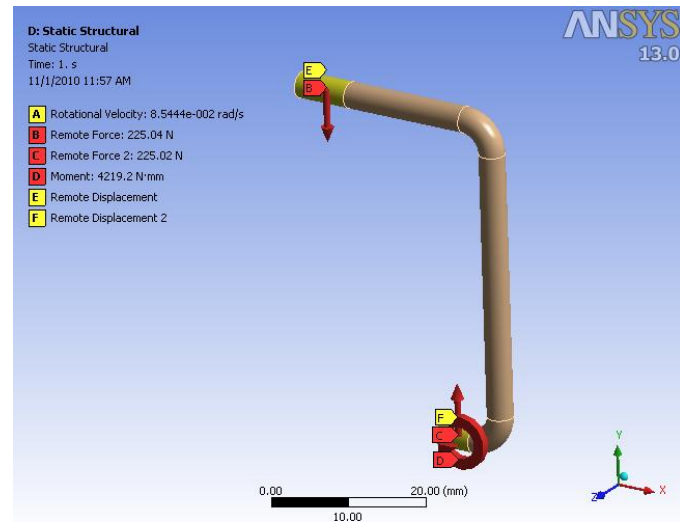 D: Static Structural
Static Structural
Time: 1. s
11/1/2010 11:57 AM
A Rotational Velocity: 8.5444e-002 rad/s
B Remote Force: 225.04 N
C Remote Force 2: 225.02 N
D Moment: 4219.2 N·mm
E Remote Displacement
F Remote Displacement 2
ANSYS
13.0
E
B
F
C
D
0.00 20.00 (mm)
10.00
Y
Z X